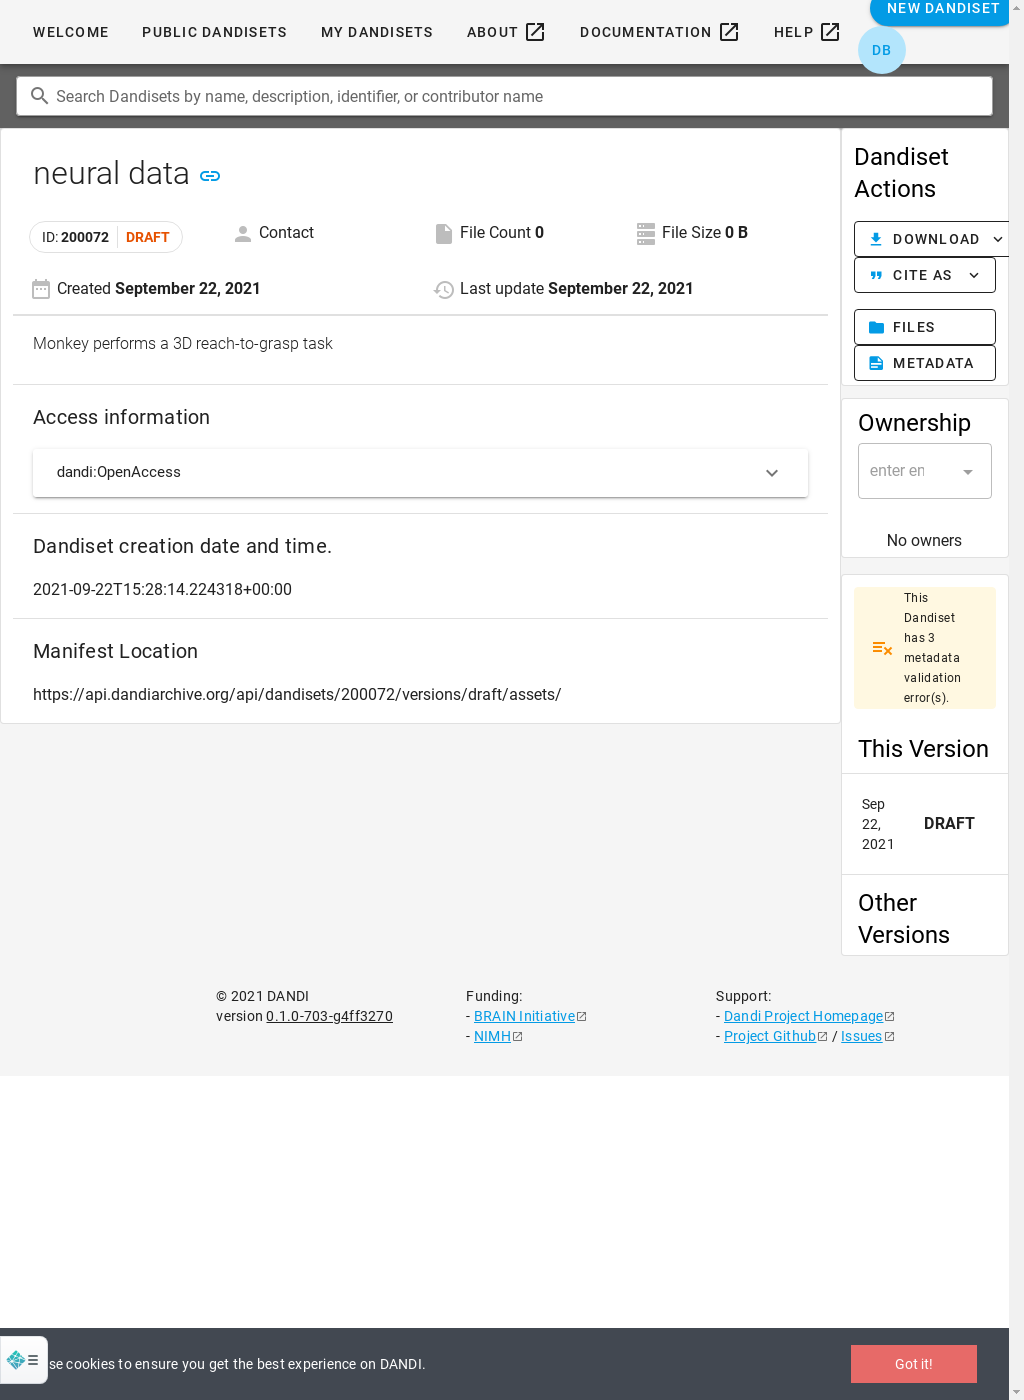 NEW DANDISET
WELCOME PUBLIC DANDISETS MY DANDISETS ABOUT DOCUMENTATION HELP
DB
Search Dandisets by name, description, identifier, or contributor name
neural data
ID: 200072 DRAFT
Contact
File Count 0
File Size 0 B
Created September 22, 2021
Last update September 22, 2021
Monkey performs a 3D reach-to-grasp task
Access information
dandi:OpenAccess
Dandiset creation date and time.
2021-09-22T15:28:14.224318+00:00
Manifest Location
https://api.dandiarchive.org/api/dandisets/200072/versions/draft/assets/
Dandiset
Actions
DOWNLOAD
CITE AS
FILES
METADATA
Ownership
enter en
No owners
This
Dandiset
has 3
metadata
validation
error(s).
This Version
Sep
22,
2021
DRAFT
Other
Versions
© 2021 DANDI
version 0.1.0-703-g4ff3270
Funding:
- BRAIN Initiative
- NIMH
Support:
- Dandi Project Homepage
- Project Github / Issues
se cookies to ensure you get the best experience on DANDI.
Got it!